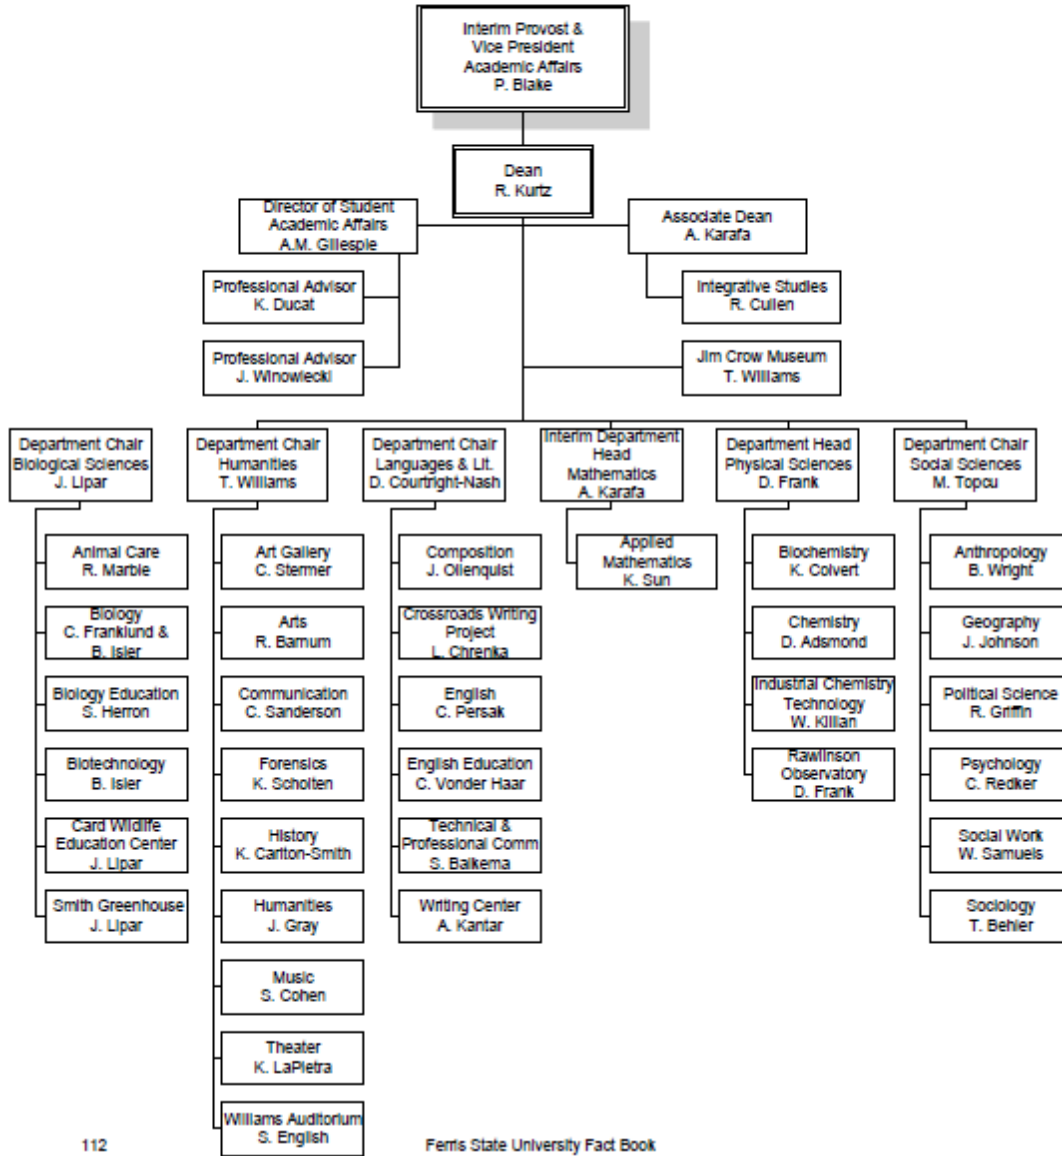 Interim Provost &
Vice President
Academic Affairs
P. Blake
Dean
R. Kurtz
Director of Student
Academic Affairs
A.M. Gillespie
Associate Dean
A. Karafa
Professional Advisor
K. Ducat
Integrative Studies
R. Cullen
Professional Advisor
J. Winowiecki
Jim Crow Museum
T. Williams
Department Chair
Biological Sciences
J. Lipar
Department Chair
Humanities
T. Williams
Department Chair
Languages & Lit.
D. Courtright-Nash
Interim Department
Head
Mathematics
A. Karafa
Department Head
Physical Sciences
D. Frank
Department Chair
Social Sciences
M. Topcu
Animal Care
R. Marble
Biology
C. Franklund &
B. Isler
Biology Education
S. Herron
Biotechnology
B. Isler
Card Wildlife
Education Center
J. Lipar
Smith Greenhouse
J. Lipar
Art Gallery
C. Stermer
Arts
R. Barnum
Communication
C. Sanderson
Forensics
K. Scholten
History
K. Carlton-Smith
Humanities
J. Gray
Music
S. Cohen
Theater
K. LaPietra
Williams Auditorium
S. English
Composition
J. Ollenquist
Crossroads Writing
Project
L. Chrenka
English
C. Persak
English Education
C. Vonder Haar
Technical &
Professional Comm
S. Balkema
Writing Center
A. Kantar
Applied
Mathematics
K. Sun
Biochemistry
K. Colvert
Chemistry
D. Adsmond
Industrial Chemistry
Technology
W. Killian
Rawlinson
Observatory
D. Frank
Anthropology
B. Wright
Geography
J. Johnson
Political Science
R. Griffin
Psychology
C. Redker
Social Work
W. Samuels
Sociology
T. Behler
112
Ferris State University Fact Book